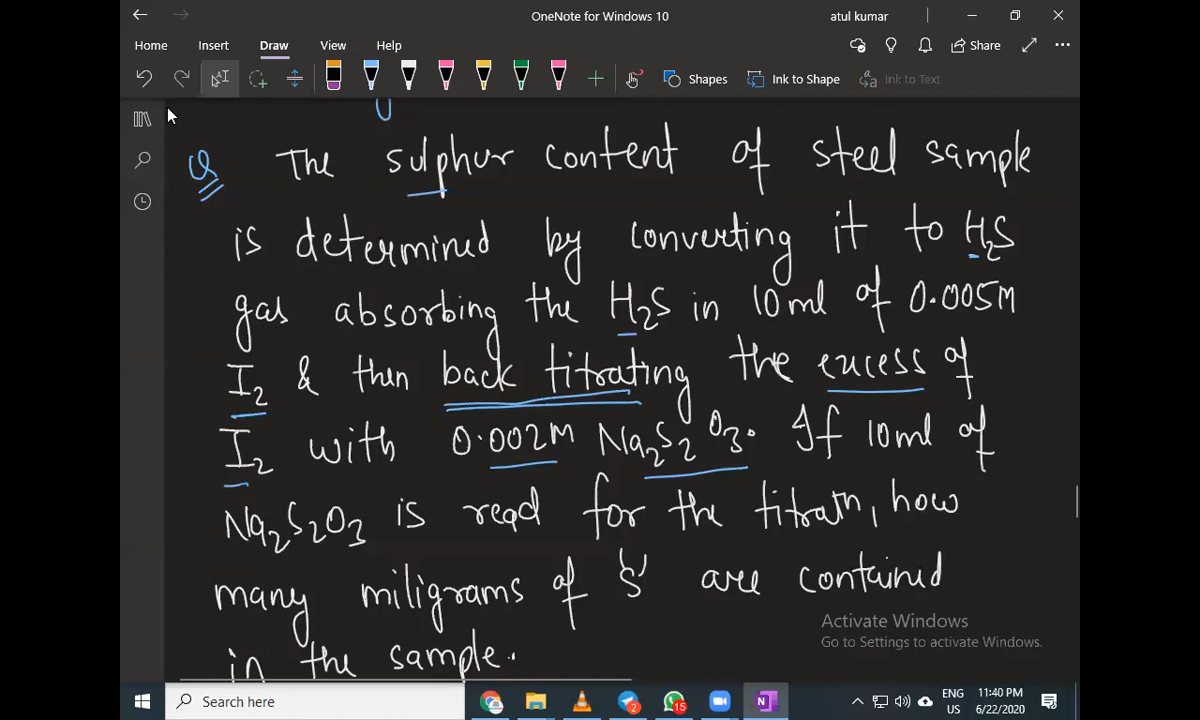 OneNote for Windows 10
atul kumar
Home Insert Draw View Help
Share
Shapes Ink to Shape Ink to Text
Q The sulphur content of steel sample
is determined by converting it to H₂S
gas absorbing the H₂S in 10ml of 0.005M
I₂ & then back titrating the excess of
I₂ with 0.002M Na₂S₂O₃. If 10ml of
Na₂S₂O₃ is read for the titratn, how
many miligrams of 'S' are contained
in the sample.
Activate Windows
Go to Settings to activate Windows.
Search here
2
15
ENG
US
11:40 PM
6/22/2020